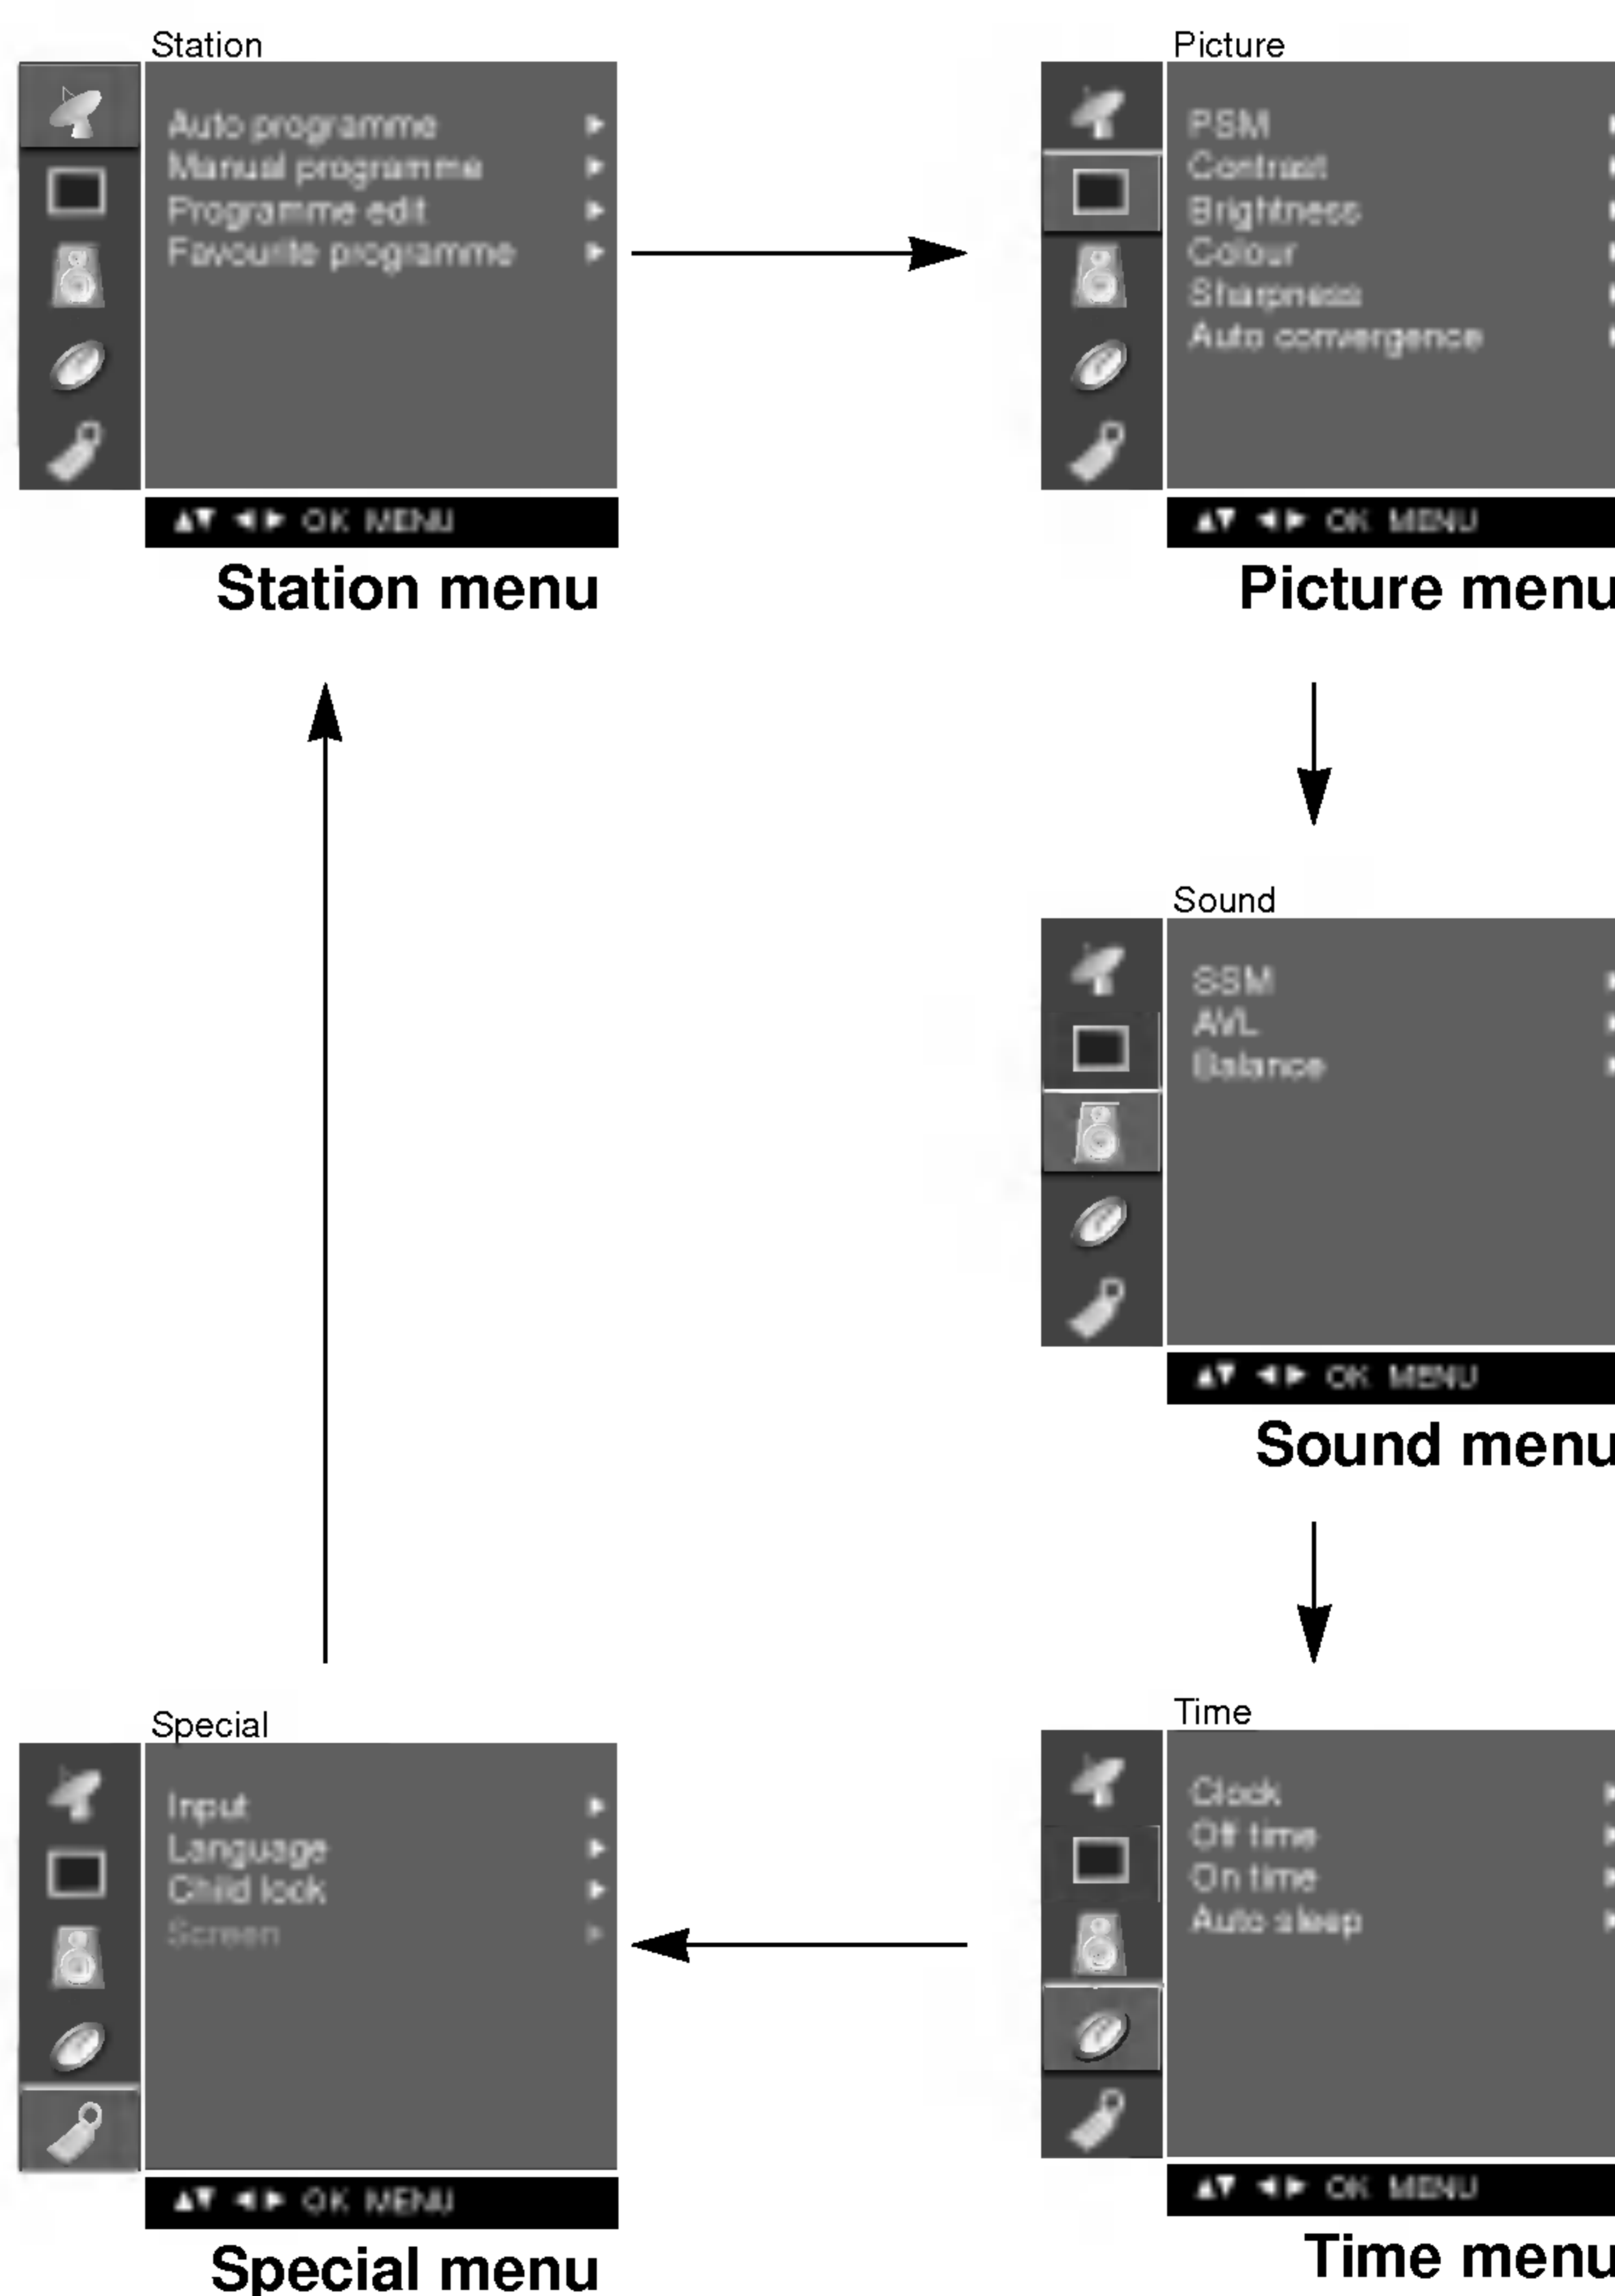 Station
Auto programme
Manual programme
Programme edit
Favourite programme
OK MENU
Station menu
Picture
PSM
Contrast
Brightness
Colour
Sharpness
Auto convergence
OK MENU
Picture menu
Sound
SSM
AVL
Balance
OK MENU
Sound menu
Time
Clock
Off time
On time
Auto sleep
OK MENU
Time menu
Special
Input
Language
Child lock
Screen
OK MENU
Special menu